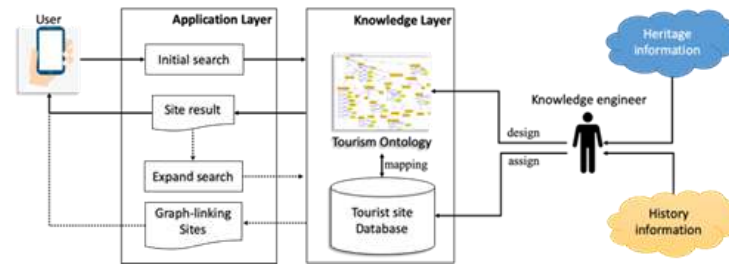 User
Application Layer
Knowledge Layer
Initial search
Site result
Expand search
Graph-linking
Sites
Tourism Ontology
mapping
Tourist site
Database
design
assign
Knowledge engineer
Heritage
information
History
information